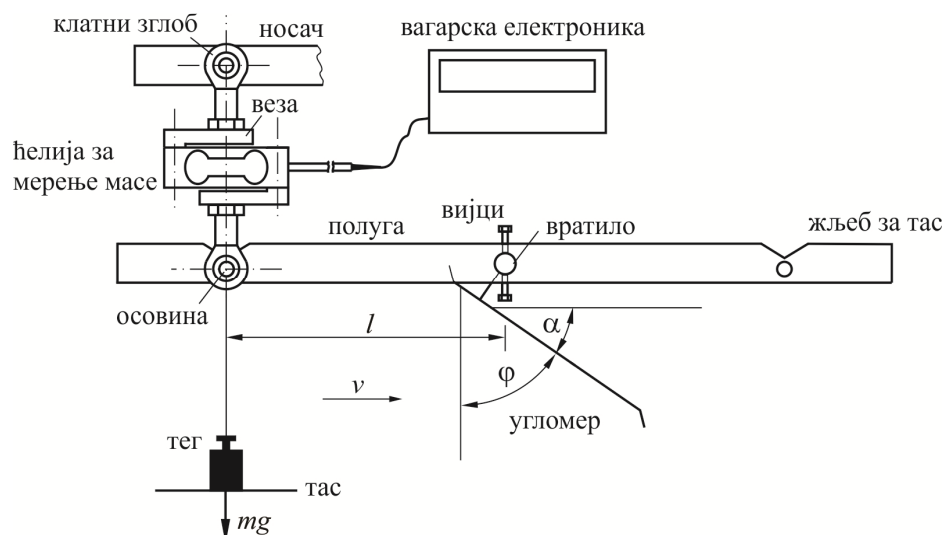 клатни зглоб
носач
вагарска електроника
веза
ћелија за
мерење масе
полуга
вијци
вратило
жљеб за тас
осовина
l
α
v
φ
угломер
тег
тас
mg